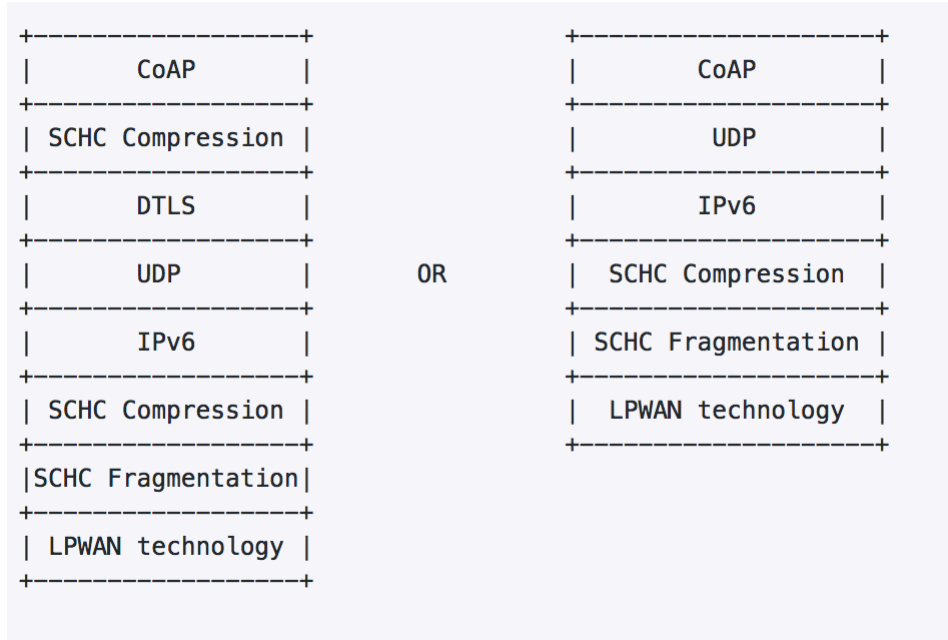 +------------------+                 +--------------------+
|       CoAP       |                 |        CoAP        |
+------------------+                 +--------------------+
| SCHC Compression |                 |         UDP        |
+------------------+                 +--------------------+
|       DTLS       |                 |        IPv6        |
+------------------+                 +--------------------+
|       UDP        |       OR        |  SCHC Compression  |
+------------------+                 +--------------------+
|       IPv6       |                 | SCHC Fragmentation |
+------------------+                 +--------------------+
| SCHC Compression |                 |  LPWAN technology  |
+------------------+                 +--------------------+
|SCHC Fragmentation|
+------------------+
| LPWAN technology |
+------------------+